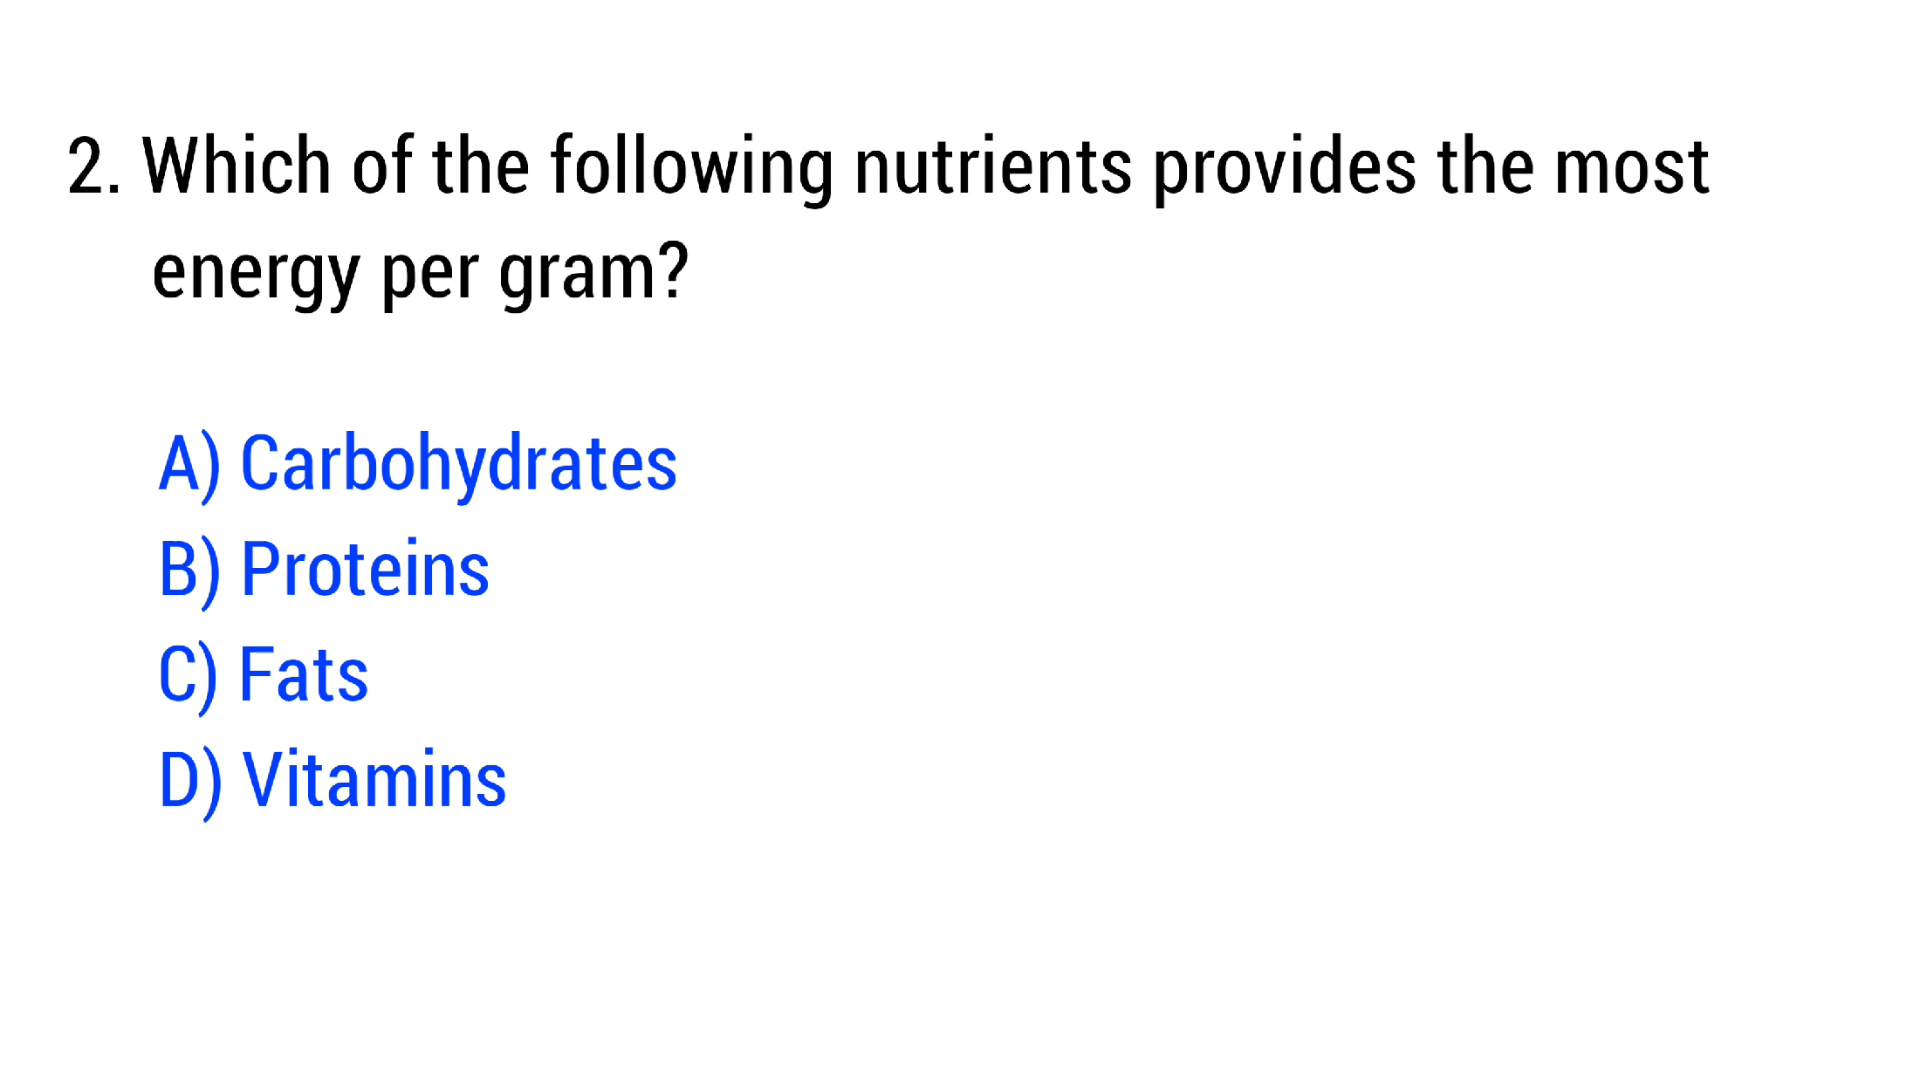 2. Which of the following nutrients provides the most
energy per gram?
A) Carbohydrates
B) Proteins
C) Fats
D) Vitamins